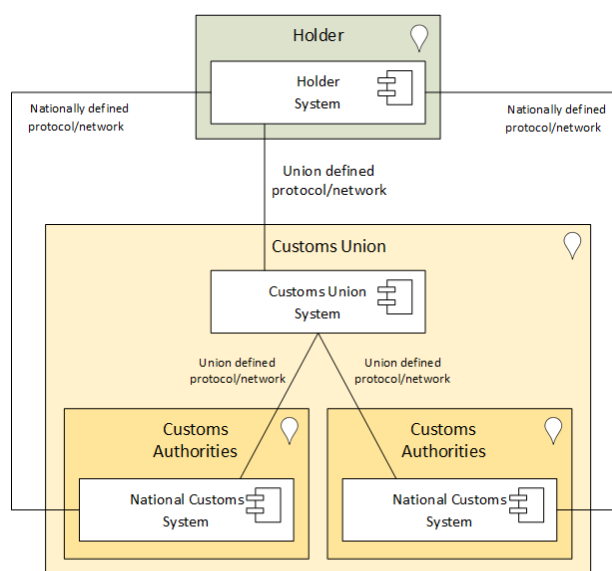 Holder
Holder
System
Nationally defined
protocol/network
Nationally defined
protocol/network
Union defined
protocol/network
Customs Union
Customs Union
System
Union defined
protocol/network
Union defined
protocol/network
Customs
Authorities
Customs
Authorities
National Customs
System
National Customs
System